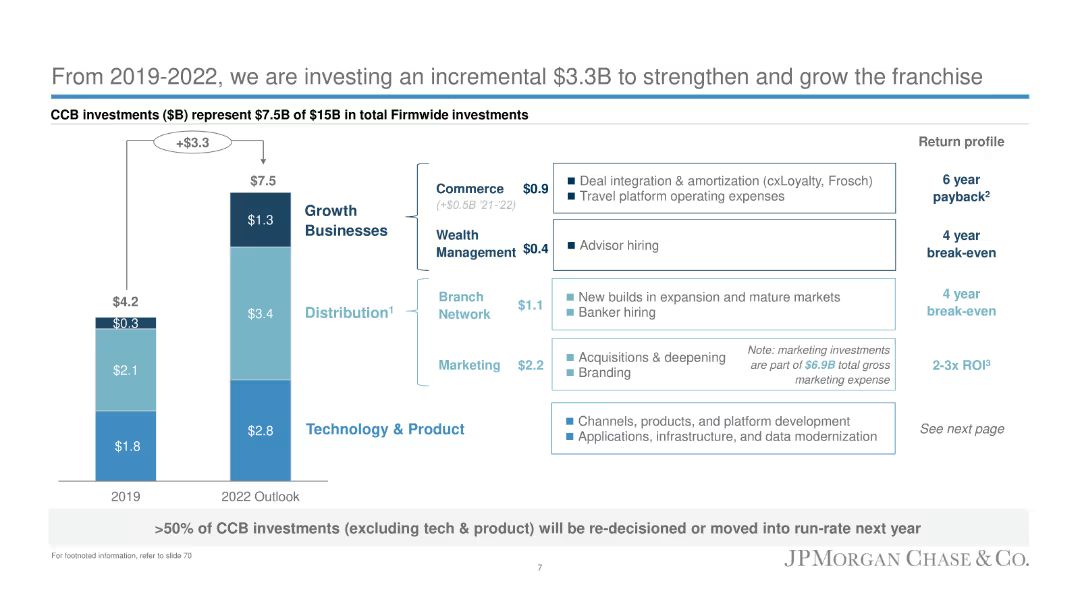 From 2019-2022, we are investing an incremental $3.3B to strengthen and grow the franchise
CCB investments ($B) represent $7.5B of $15B in total Firmwide investments
+$3.3
Return profile
$7.5
$1.3
$3.4
$2.8
$4.2
$0.3
$2.1
$1.8
2019
2022 Outlook
Growth
Businesses
Commerce $0.9
(+$0.5B '21-'22)
■ Deal integration & amortization (cxLoyalty, Frosch)
■ Travel platform operating expenses
6 year
payback²
Wealth
Management $0.4
■ Advisor hiring
4 year
break-even
Distribution¹
Branch
Network $1.1
■ New builds in expansion and mature markets
■ Banker hiring
4 year
break-even
Marketing $2.2
■ Acquisitions & deepening
■ Branding
Note: marketing investments
are part of $6.9B total gross
marketing expense
2-3x ROI³
Technology & Product
■ Channels, products, and platform development
■ Applications, infrastructure, and data modernization
See next page
>50% of CCB investments (excluding tech & product) will be re-decisioned or moved into run-rate next year
For footnoted information, refer to slide 70
7
JPMORGAN CHASE & CO.